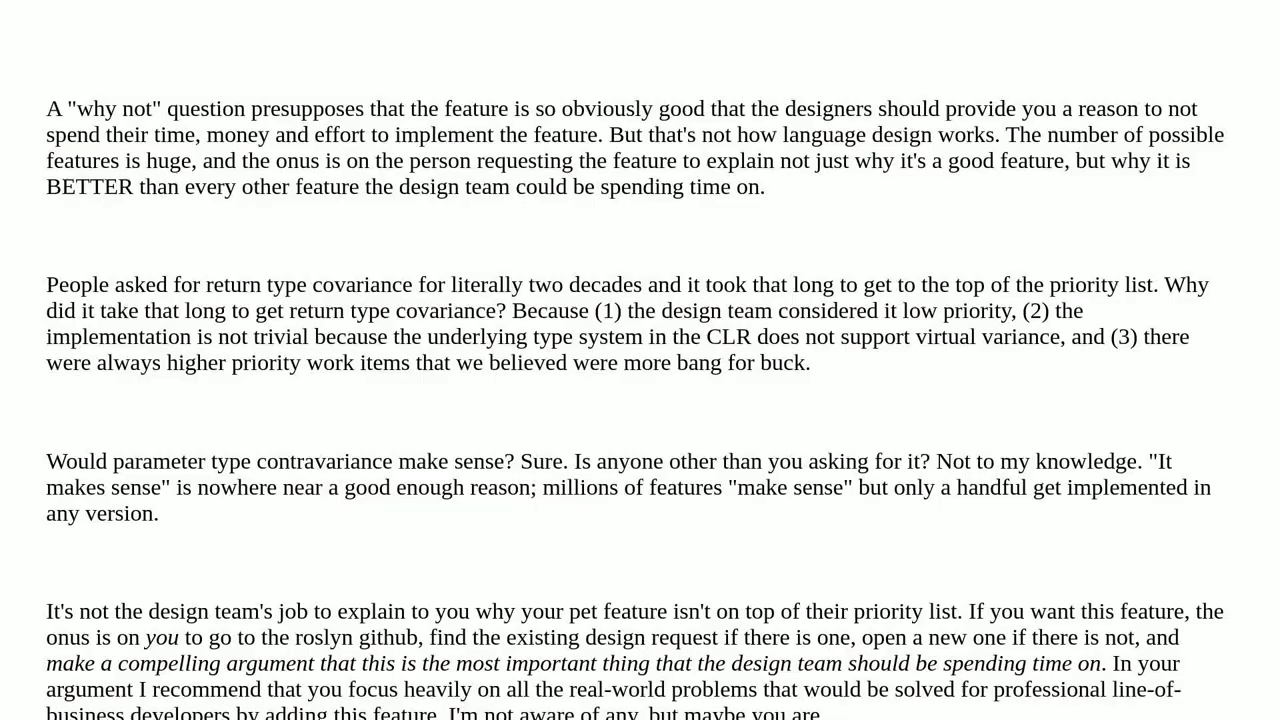 A "why not" question presupposes that the feature is so obviously good that the designers should provide you a reason to not
spend their time, money and effort to implement the feature. But that's not how language design works. The number of possible
features is huge, and the onus is on the person requesting the feature to explain not just why it's a good feature, but why it is
BETTER than every other feature the design team could be spending time on.
People asked for return type covariance for literally two decades and it took that long to get to the top of the priority list. Why
did it take that long to get return type covariance? Because (1) the design team considered it low priority, (2) the
implementation is not trivial because the underlying type system in the CLR does not support virtual variance, and (3) there
were always higher priority work items that we believed were more bang for buck.
Would parameter type contravariance make sense? Sure. Is anyone other than you asking for it? Not to my knowledge. "It
makes sense" is nowhere near a good enough reason; millions of features "make sense" but only a handful get implemented in
any version.
It's not the design team's job to explain to you why your pet feature isn't on top of their priority list. If you want this feature, the
onus is on you to go to the roslyn github, find the existing design request if there is one, open a new one if there is not, and
make a compelling argument that this is the most important thing that the design team should be spending time on. In your
argument I recommend that you focus heavily on all the real-world problems that would be solved for professional line-of-
business developers by adding this feature. I'm not aware of any, but maybe you are.